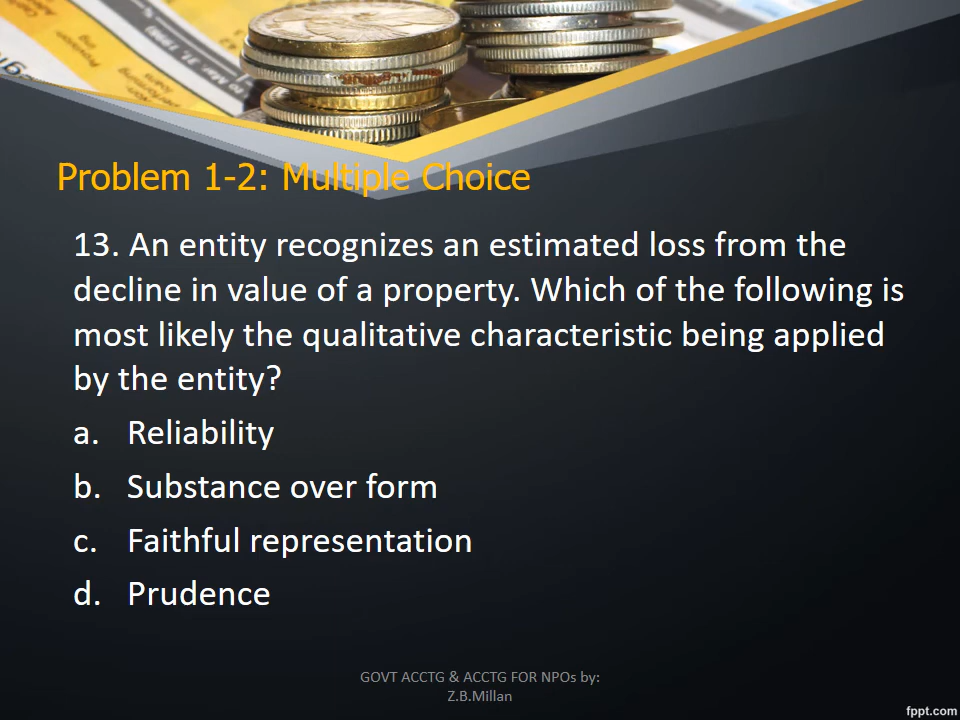 Problem 1-2: Multiple Choice
13. An entity recognizes an estimated loss from the
decline in value of a property. Which of the following is
most likely the qualitative characteristic being applied
by the entity?
a. Reliability
b. Substance over form
c. Faithful representation
d. Prudence
GOVT ACCTG & ACCTG FOR NPOs by:
Z.B.Millan
fppt.com